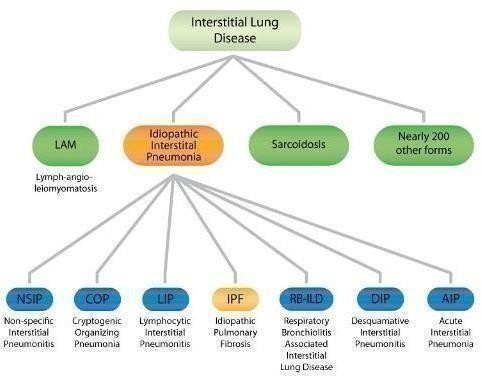 Interstitial Lung
Disease
LAM
Idiopathic
Interstital
Pneumonia
Sarcoidosis
Nearly 200
other forms
Lymph-angio-
leiomyomatosis
NSIP
COP
LIP
IPF
RB-ILD
DIP
AIP
Non-specific
Interstitial
Pneumonitis
Cryptogenic
Organizing
Pneumonia
Lymphocytic
Interstitial
Pneumonitis
Idiopathic
Pulmonary
Fibrosis
Respiratory
Bronchiolitis
Associated
Interstitial
Lung Disease
Desquamative
Interstitial
Pneumonitis
Acute
Interstitial
Pneumonia